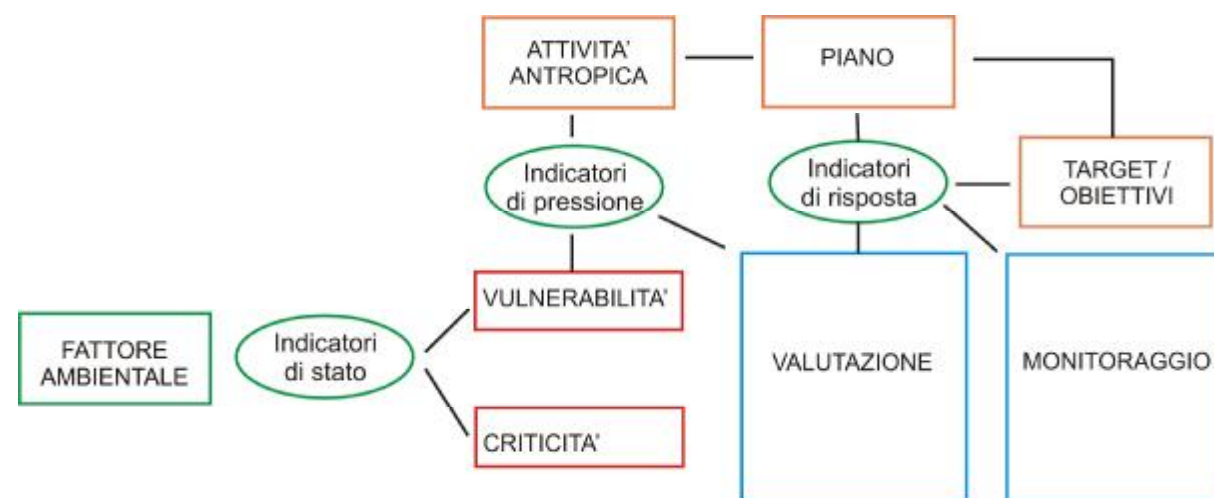 ATTIVITA'
ANTROPICA
PIANO
Indicatori
di pressione
Indicatori
di risposta
TARGET /
OBIETTIVI
VULNERABILITA'
FATTORE
AMBIENTALE
Indicatori
di stato
VALUTAZIONE
MONITORAGGIO
CRITICITA'